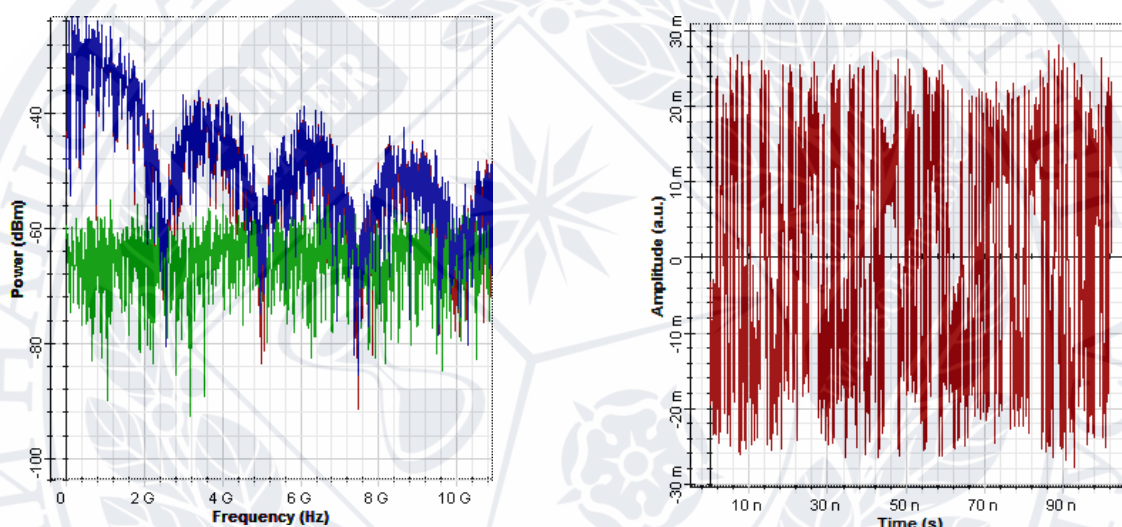 Power (dBm)
-40
-60
-80
-100
0
2 G
4 G
6 G
8 G
10 G
Frequency (Hz)
Amplitude (a.u.)
30 m
20 m
10 m
0
-10 m
-20 m
-30 m
10 n
30 n
50 n
70 n
90 n
Time (s)